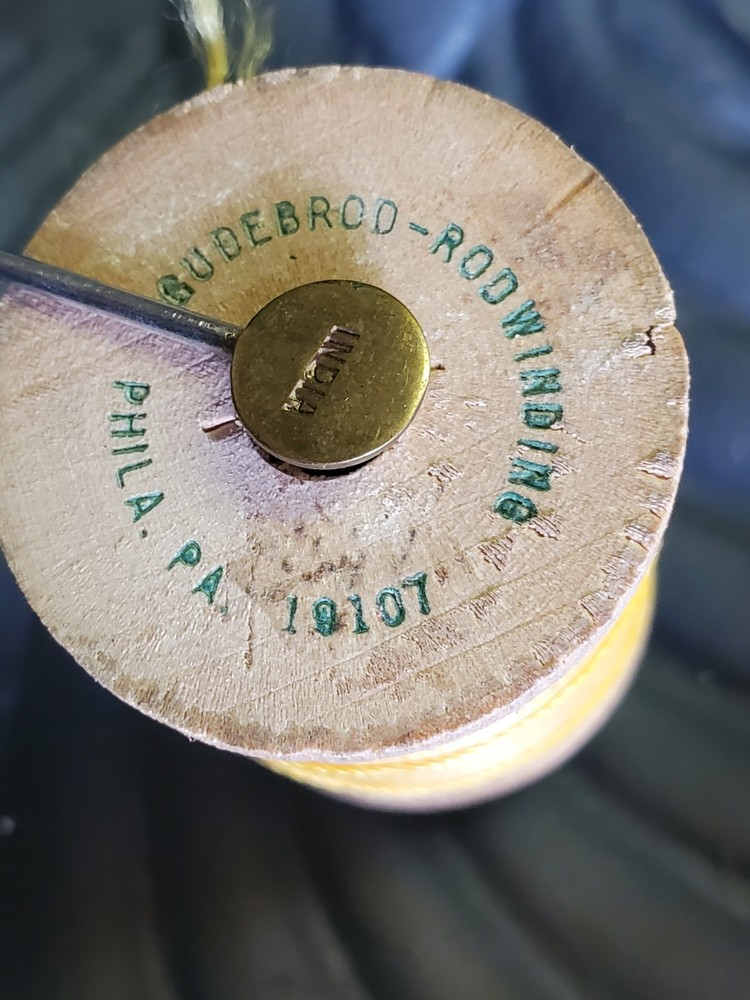 GUDEBROD-RODWINDING
PHILA. PA. 19107
INDIA